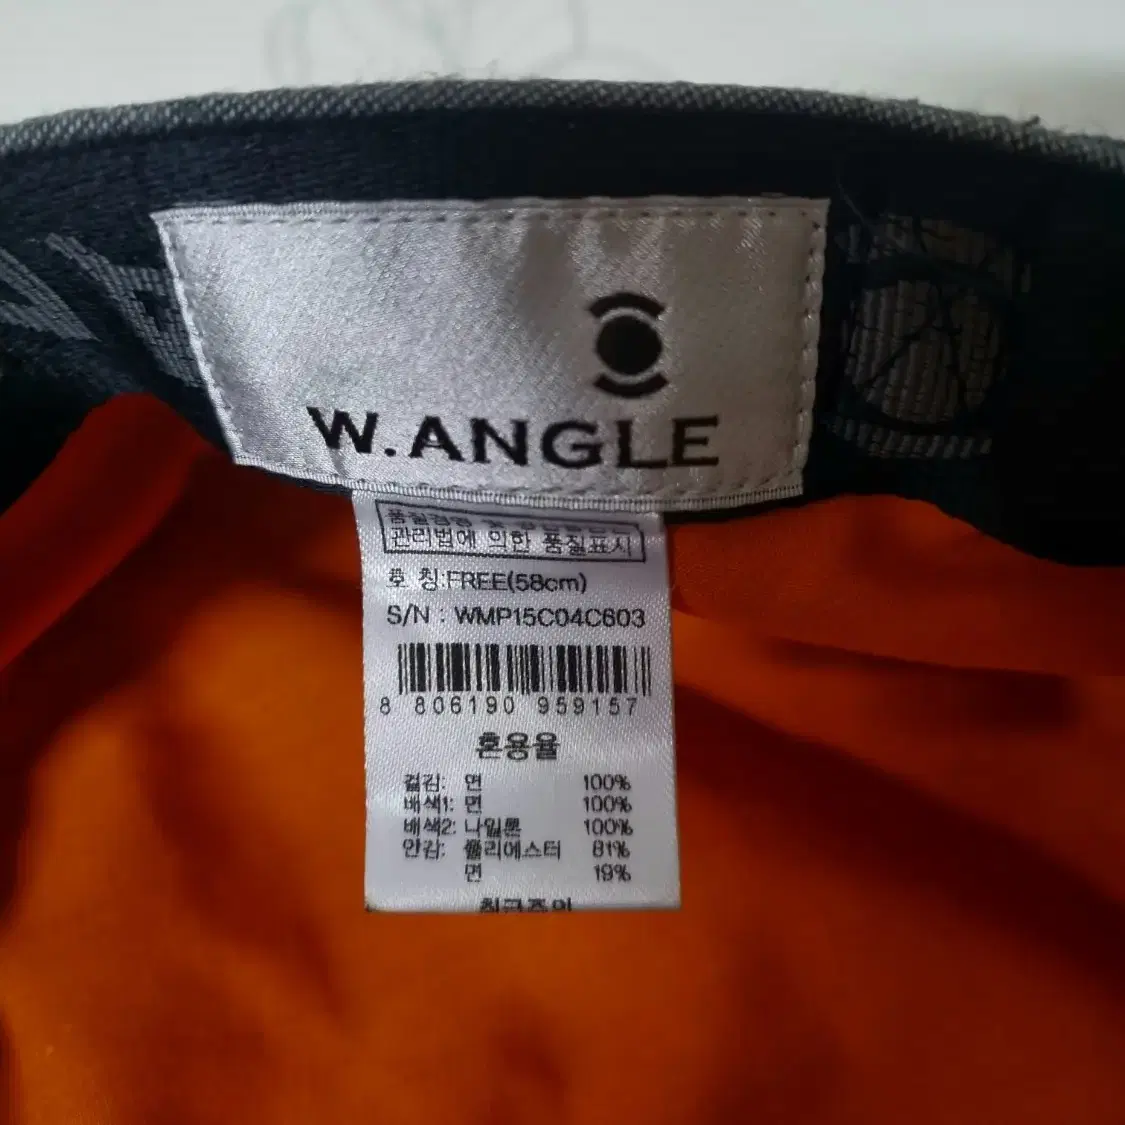 W.ANGLE
관리법에 의한 품질표시
호 칭:FREE(58cm)
S/N : WMP15C04C603
8 806190 959157
혼용율
겉감: 면 100%
배색1: 면 100%
배색2: 나일론 100%
안감: 폴리에스터 81%
면 19%